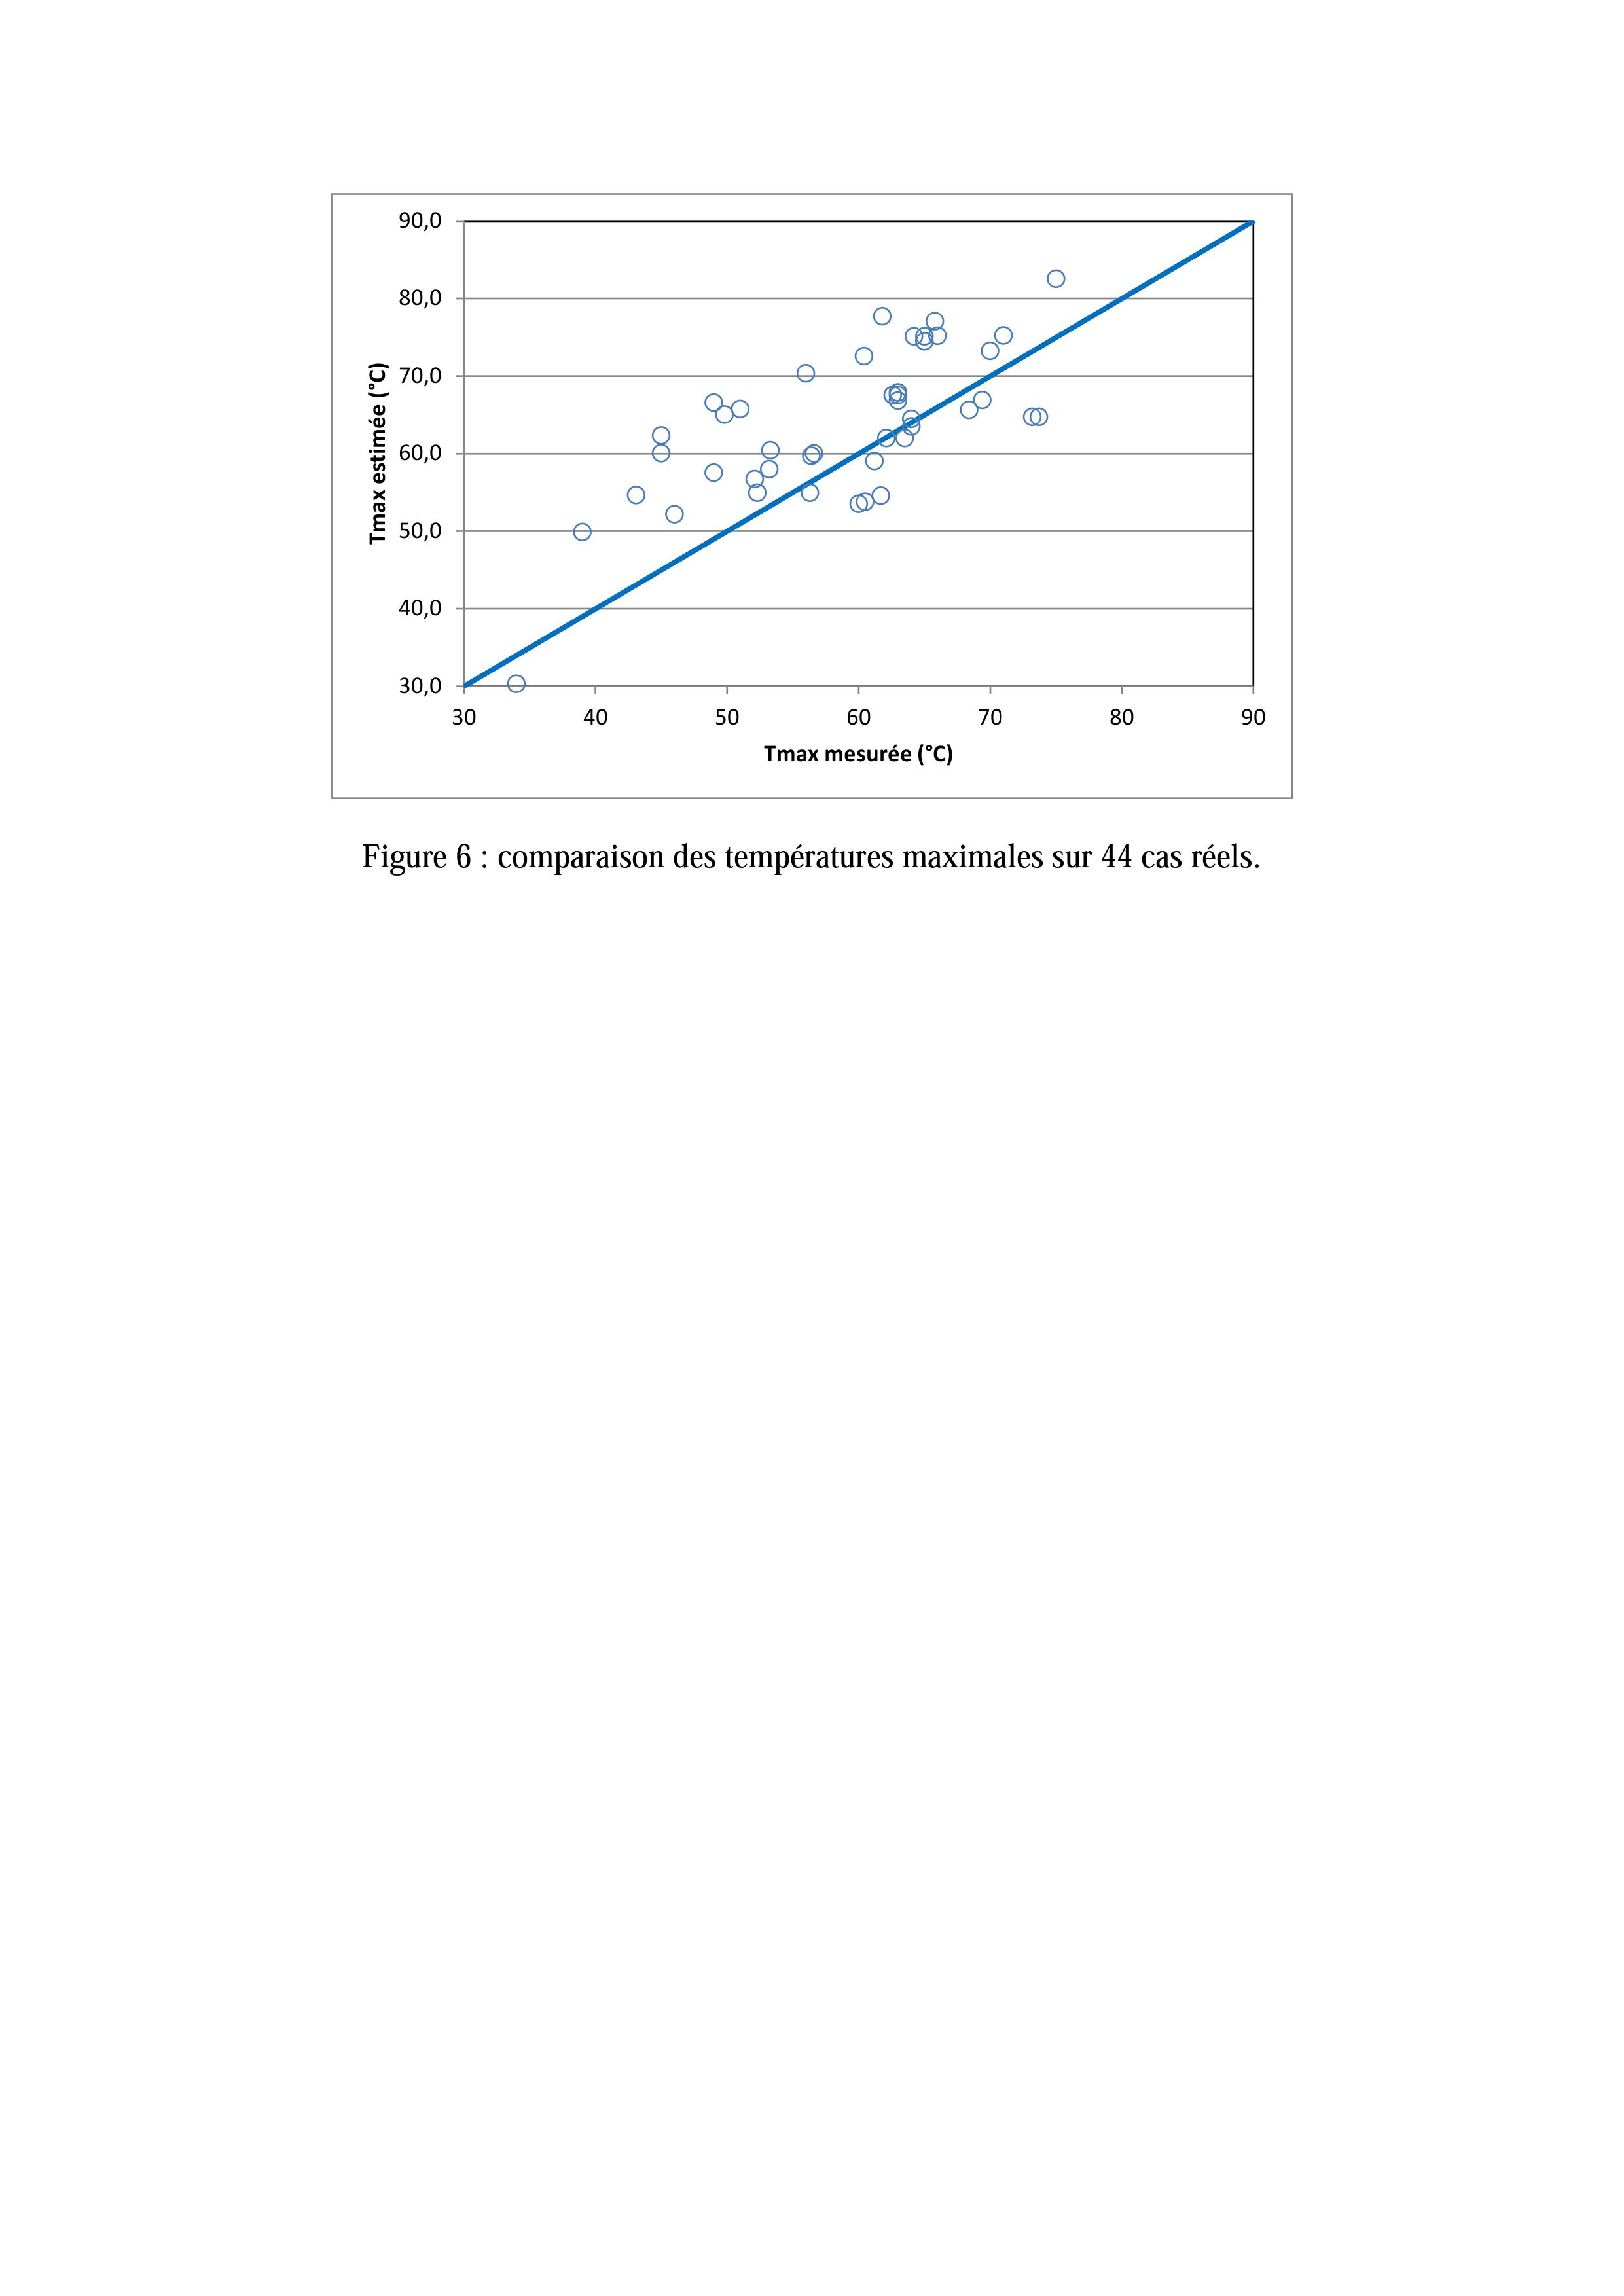 90,0
80,0
70,0
60,0
50,0
40,0
30,0
Tmax estimée (°C)
30 40 50 60 70 80 90
Tmax mesurée (°C)
Figure 6 : comparaison des températures maximales sur 44 cas réels.